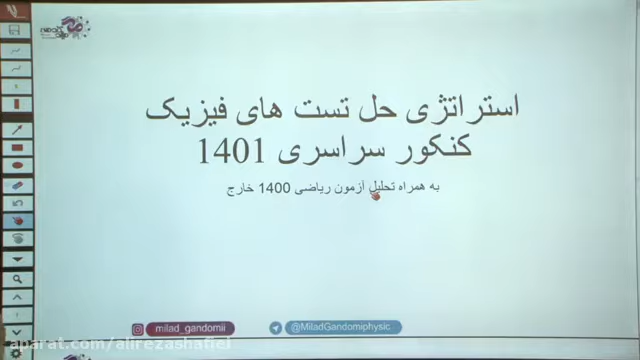 استراتژی حل تست های فیزیک
کنکور سراسری 1401
به همراه تحلیل آزمون ریاضی 1400 خارج
milad_gandomii
@MiladGandomiphysic
aparat.com/alirezashafiei